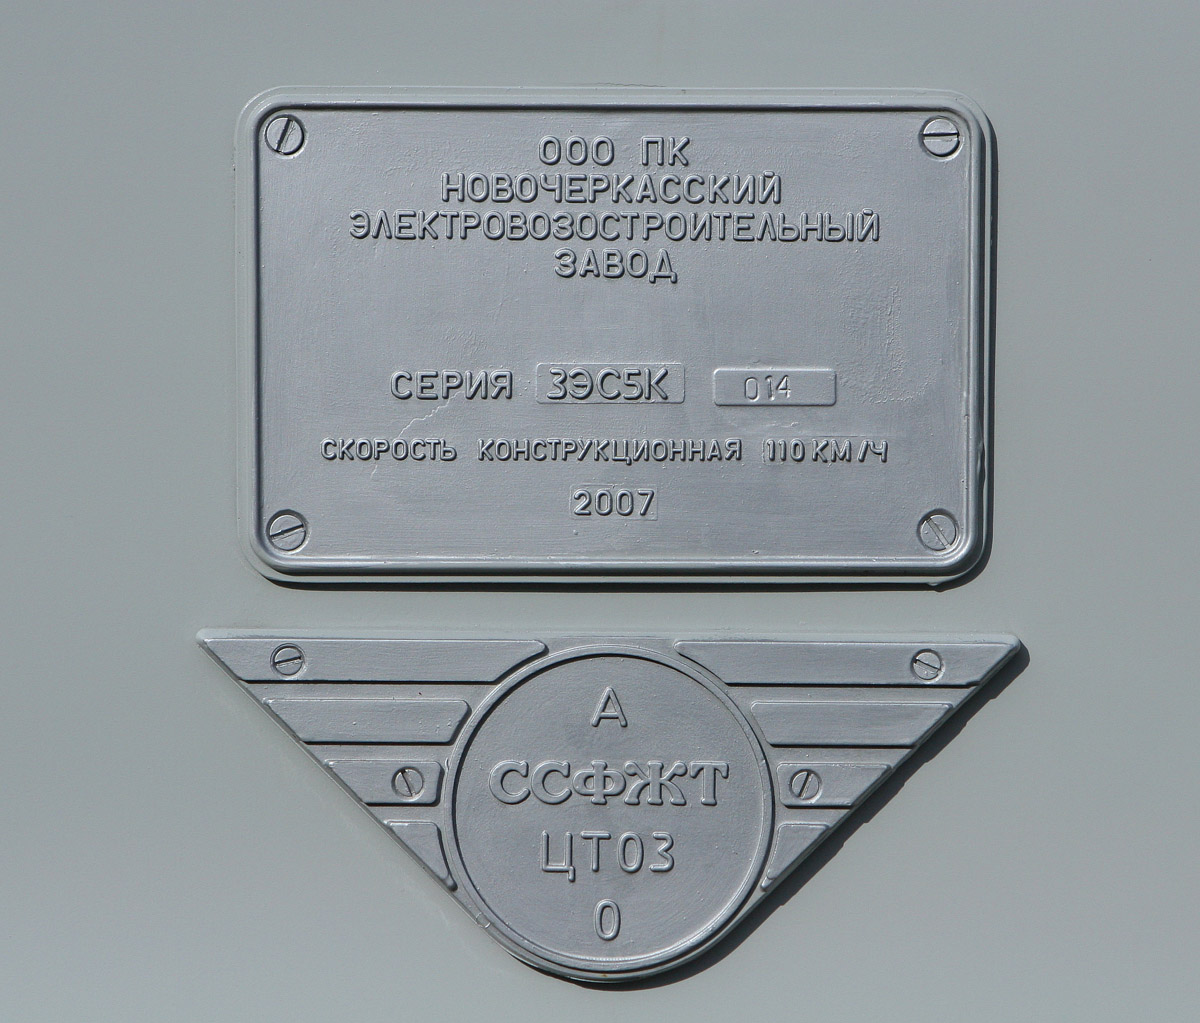 ООО ПК
НОВОЧЕРКАССКИЙ
ЭЛЕКТРОВОЗОСТРОИТЕЛЬНЫЙ
ЗАВОД
СЕРИЯ 3ЭС5К 014
СКОРОСТЬ КОНСТРУКЦИОННАЯ 110 КМ/Ч
2007
А
ССФЖТ
ЦТ03
0